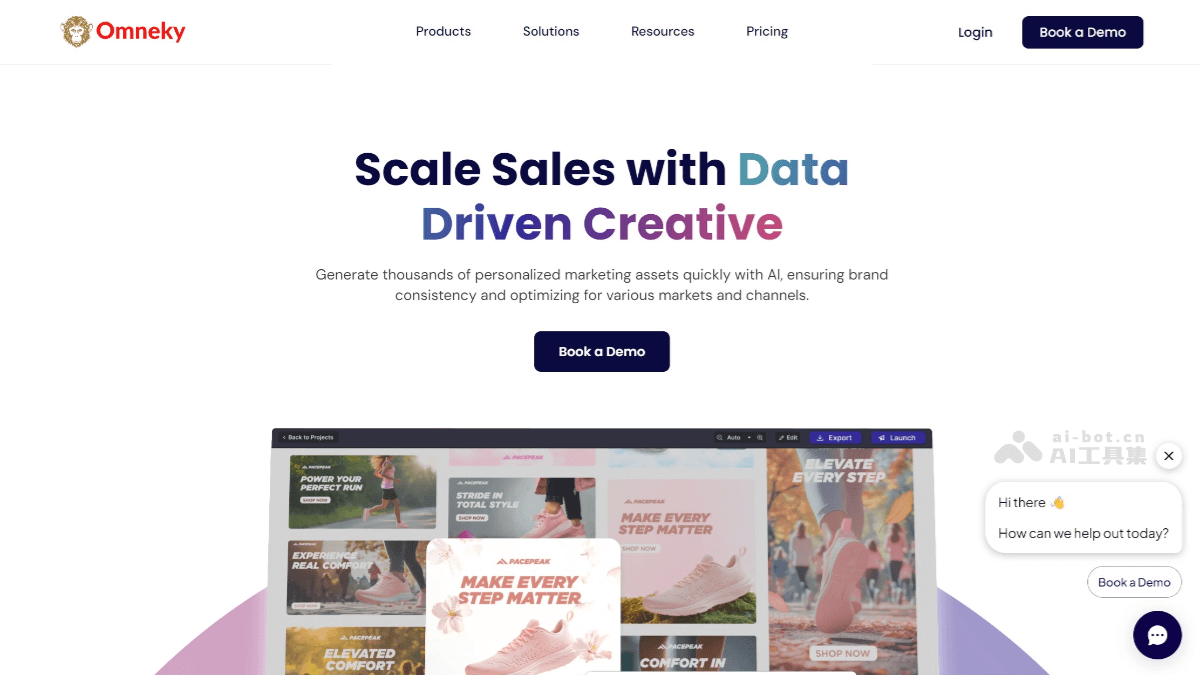 Omneky
Products
Solutions
Resources
Pricing
Login
Book a Demo
Scale Sales with Data
Driven Creative
Generate thousands of personalized marketing assets quickly with AI, ensuring brand
consistency and optimizing for various markets and channels.
Book a Demo
‹ Back to Projects
Auto
Edit
Export
Launch
PACEPEAK
POWER YOUR
PERFECT RUN
SHOP NOW
PACEPEAK
PACEPEAK
STRIDE IN
TOTAL STYLE
SHOP NOW
PACEPEAK
MAKE EVERY
STEP MATTER
SHOP NOW
ELEVATE
EVERY STEP
SHOP NOW
PACEPEAK
EXPERIENCE
REAL COMFORT
SHOP NOW
PACEPEAK
MAKE EVERY
STEP MATTER
PACEPEAK
ELEVATED
COMFORT
PACEPEAK
COMFORT IN
ai-bot.cn
AI工具集
Hi there 👋
How can we help out today?
Book a Demo